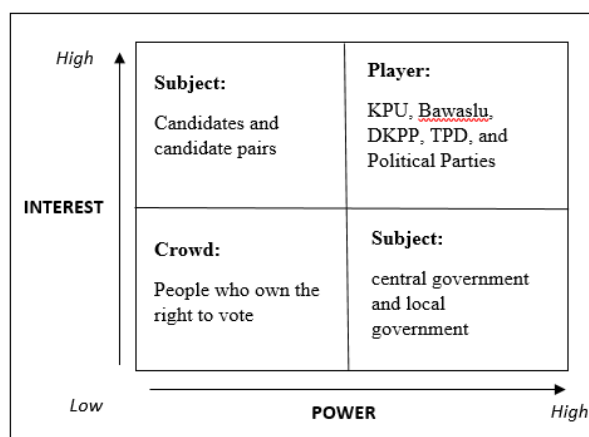 High
Subject:
Candidates and
candidate pairs
Player:
KPU, Bawaslu,
DKPP, TPD, and
Political Parties
INTEREST
Crowd:
People who own the
right to vote
Subject:
central government
and local
government
Low
POWER
High